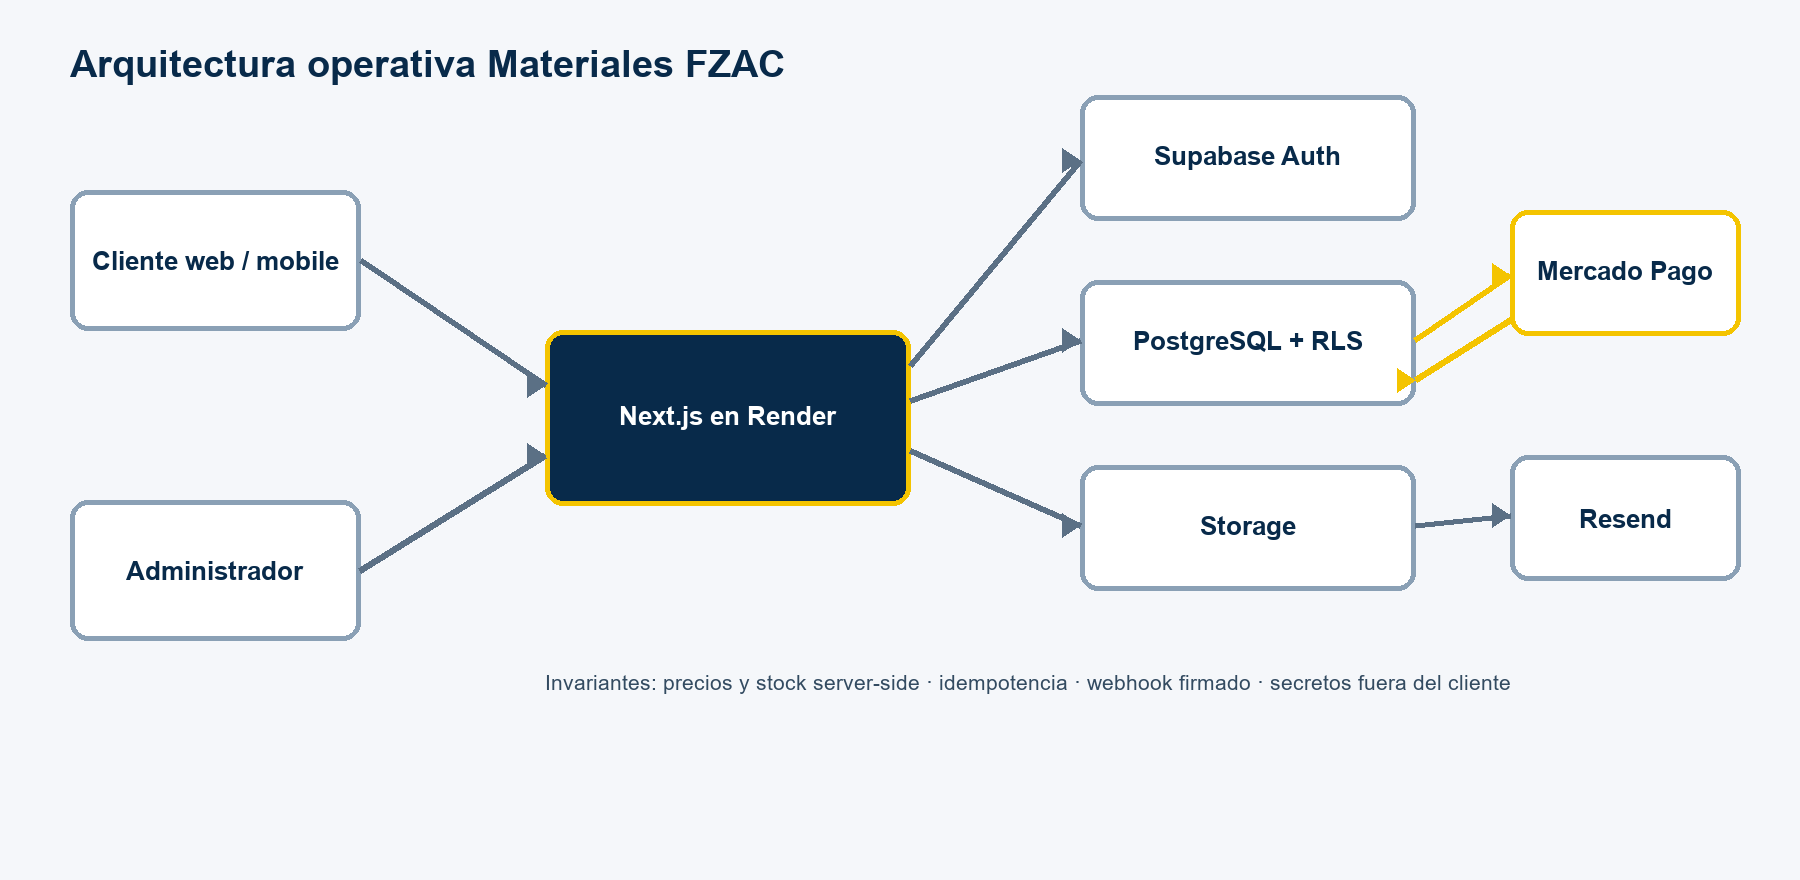 Arquitectura operativa Materiales FZAC
Cliente web / mobile
Administrador
Next.js en Render
Supabase Auth
PostgreSQL + RLS
Storage
Mercado Pago
Resend
Invariantes: precios y stock server-side · idempotencia · webhook firmado · secretos fuera del cliente